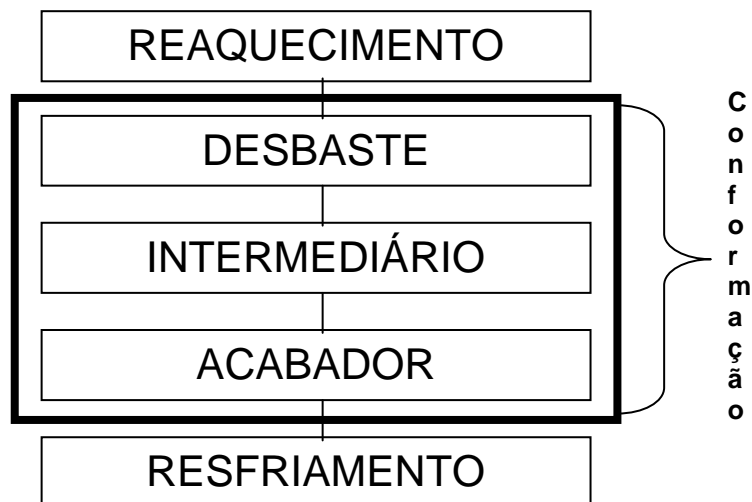 REAQUECIMENTO
DESBASTE
INTERMEDIÁRIO
ACABADOR
RESFRIAMENTO
Conformação